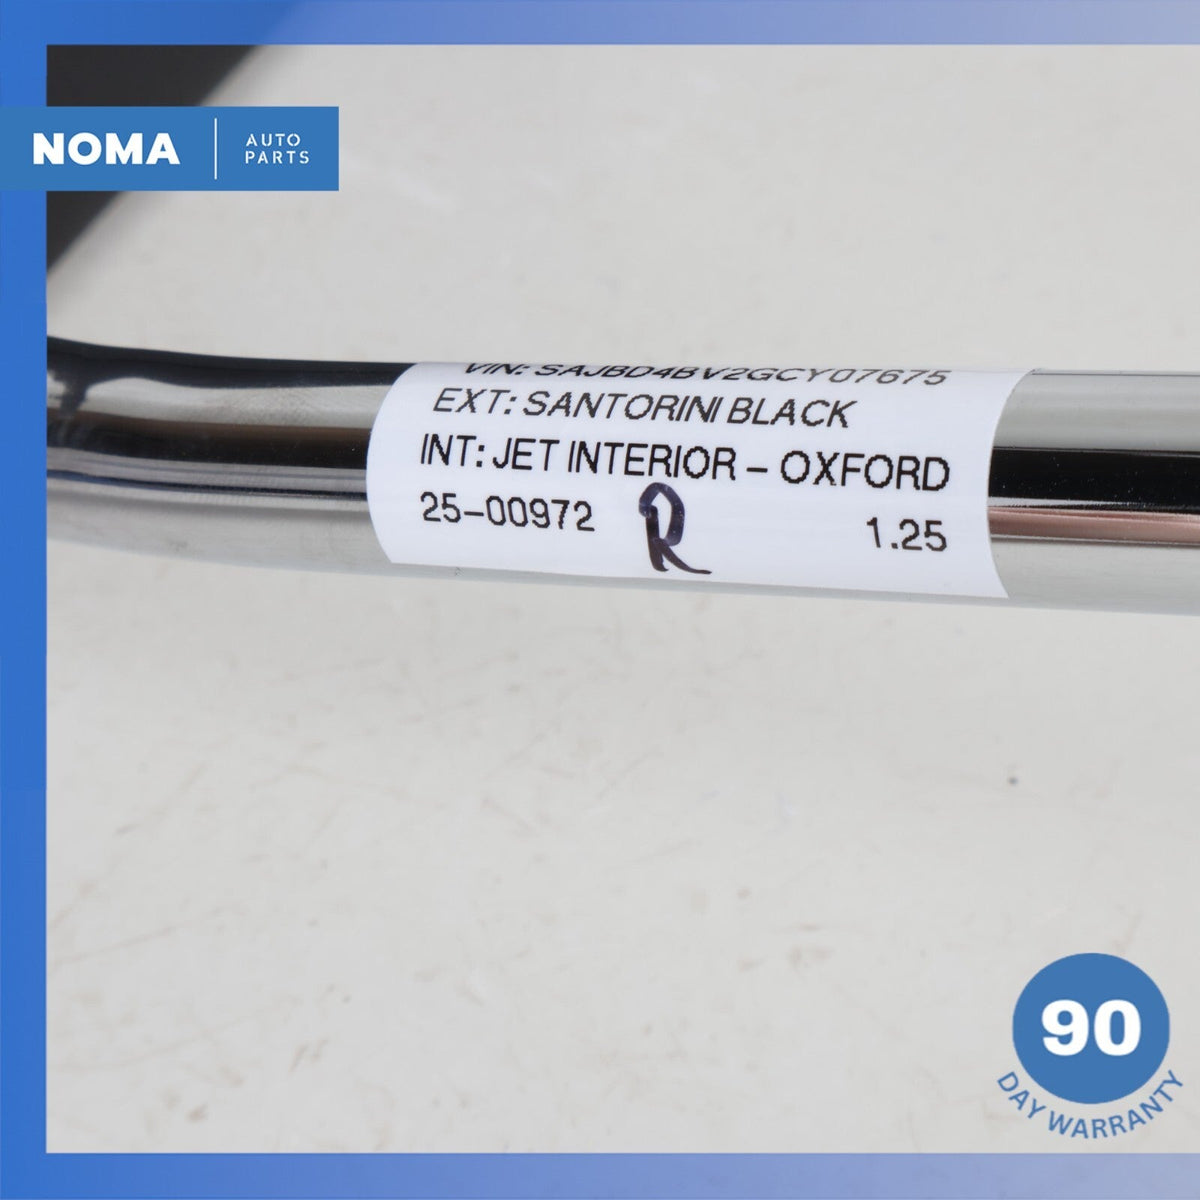 NOMA
AUTO
PARTS
VIN: SAJBD4BV2GCY07675
EXT: SANTORINI BLACK
INT: JET INTERIOR – OXFORD
25-00972 R 1.25
90
DAY WARRANTY